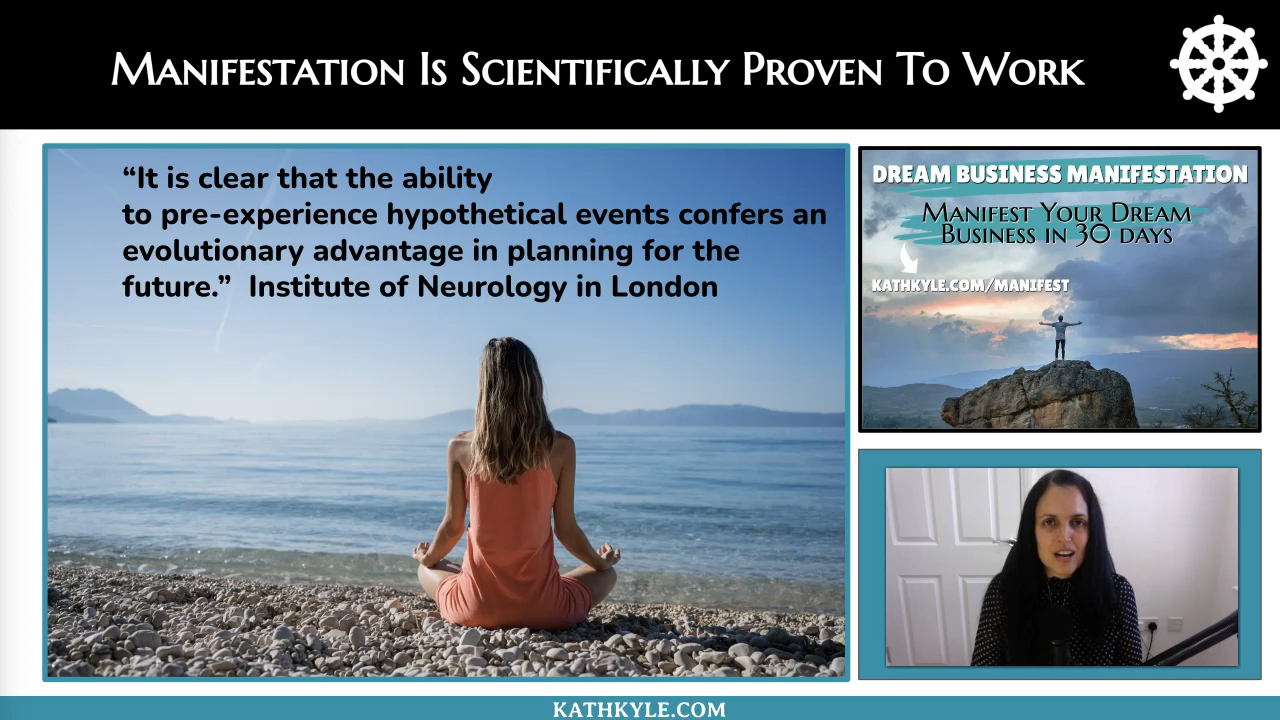 Manifestation Is Scientifically Proven To Work
“It is clear that the ability
to pre-experience hypothetical events confers an
evolutionary advantage in planning for the
future.”  Institute of Neurology in London
DREAM BUSINESS MANIFESTATION
Manifest Your Dream
Business in 30 days
KATHKYLE.COM/MANIFEST
KATHKYLE.COM